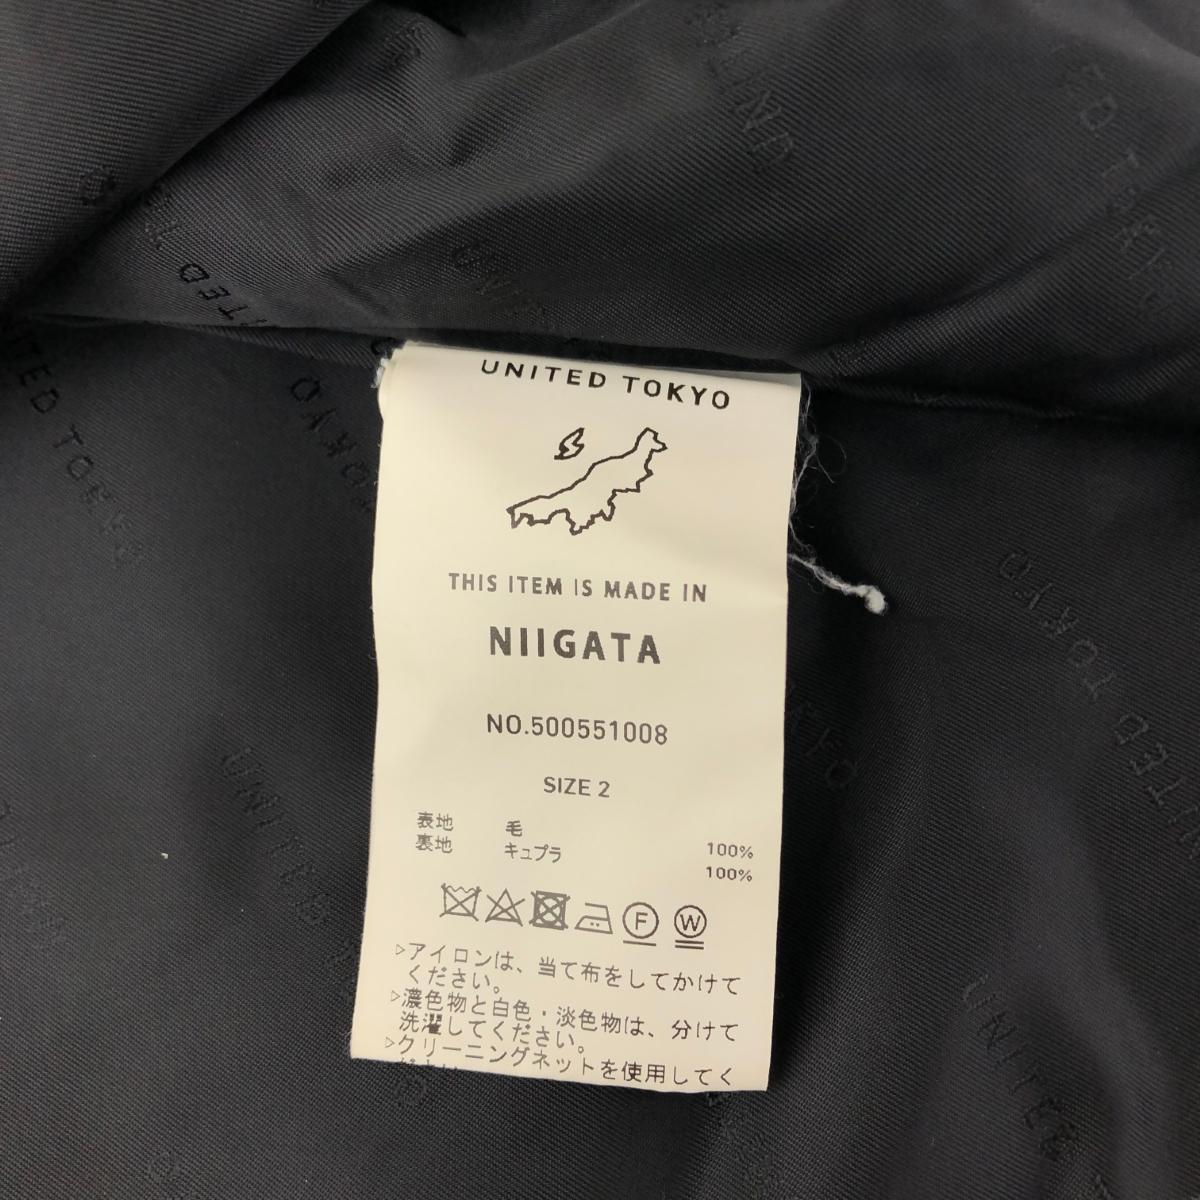 UNITED TOKYO
THIS ITEM IS MADE IN
NIIGATA
NO.500551008
SIZE 2
表地 毛 100%
裏地 キュプラ 100%
F W
▷アイロンは、当て布をしてかけて
ください。
▷濃色物と白色・淡色物は、分けて
洗濯してください。
▷クリーニングネットを使用してく
UNITED TOKYO
UNITED TOKYO